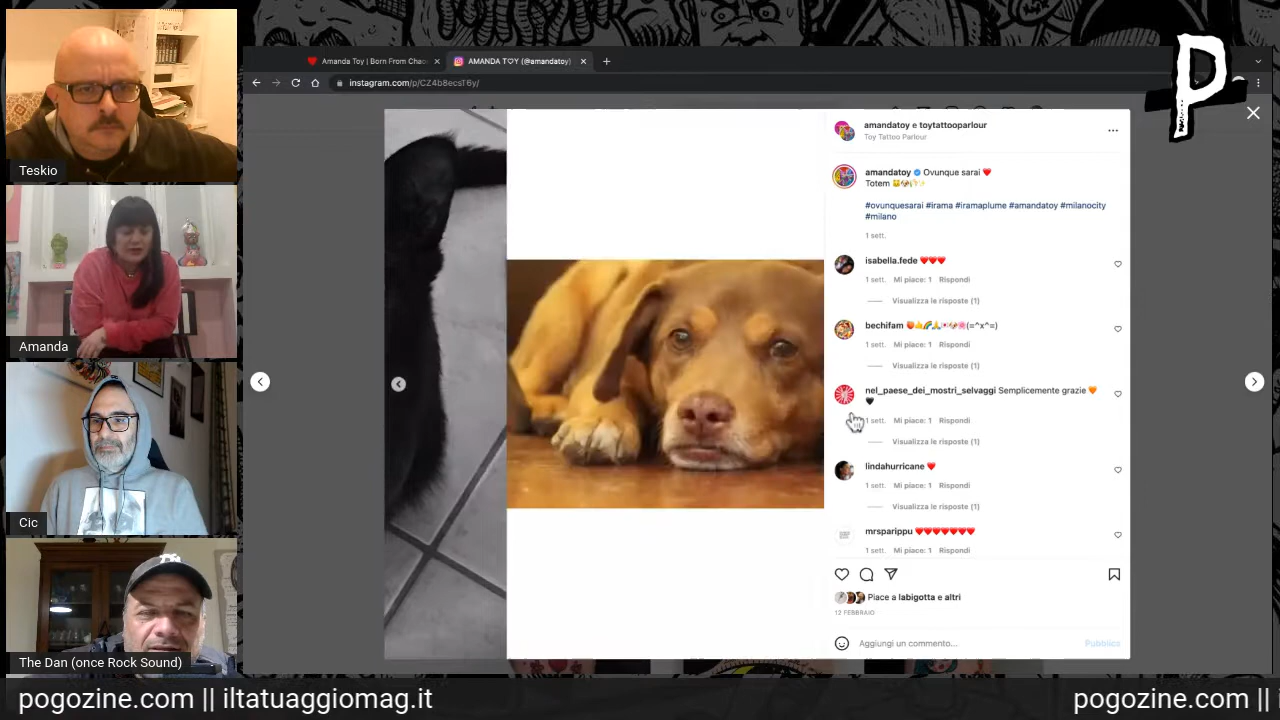 Teskio
Amanda
Cic
The Dan (once Rock Sound)
Amanda Toy | Born From Chao
AMANDA TOY (@amandatoy)
instagram.com/p/CZ4b8ecsT6y/
P
amandatoy e toytattooparlour
Toy Tattoo Parlour
amandatoy Ovunque sarai ❤️
Totem
#ovunquesarai #irama #iramaplume #amandatoy #milanocity
#milano
1 sett.
isabella.fede ❤️❤️❤️
1 sett. Mi piace: 1 Rispondi
Visualizza le risposte (1)
bechifam (=^x^=)
1 sett. Mi piace: 1 Rispondi
Visualizza le risposte (1)
nel_paese_dei_mostri_selvaggi Semplicemente grazie 🧡
🖤
1 sett. Mi piace: 1 Rispondi
Visualizza le risposte (1)
lindahurricane ❤️
1 sett. Mi piace: 1 Rispondi
Visualizza le risposte (1)
mrsparippu ❤️❤️❤️❤️❤️❤️❤️
1 sett. Mi piace: 1 Rispondi
Piace a labigotta e altri
12 FEBBRAIO
Aggiungi un commento...
Pubblica
pogozine.com || iltatuaggiomag.it
pogozine.com ||